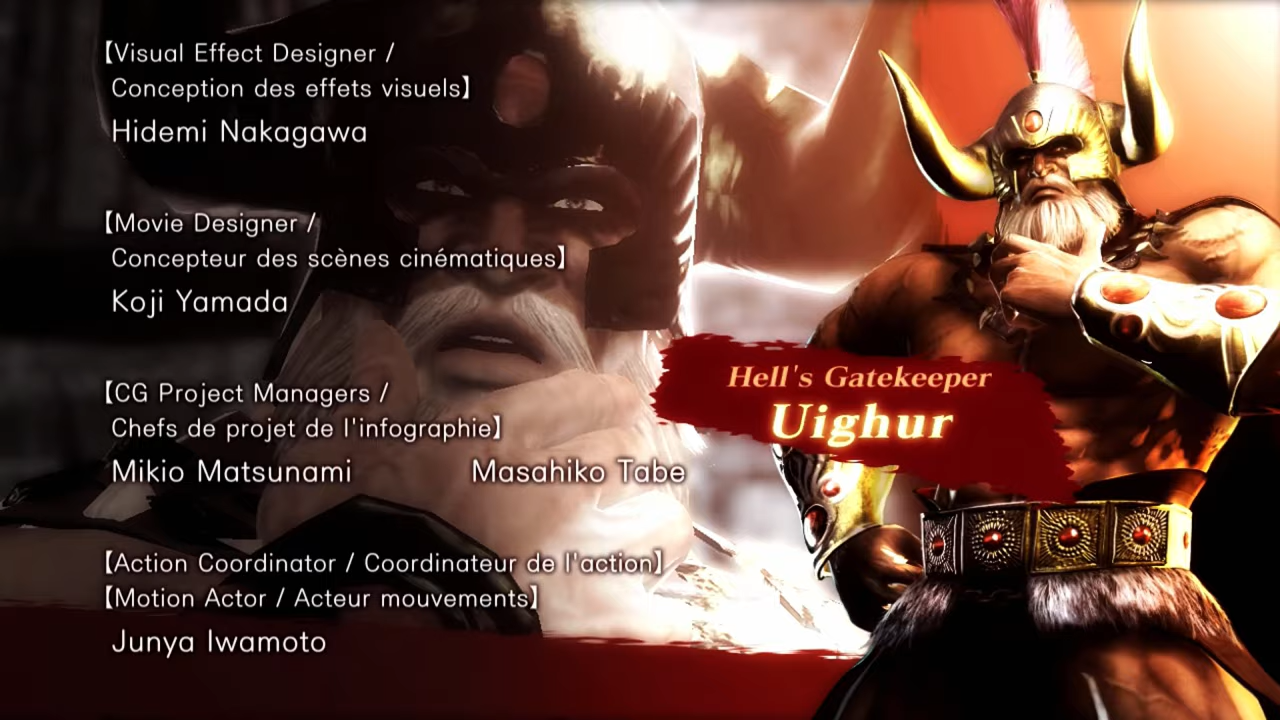 【Visual Effect Designer /
Conception des effets visuels】
Hidemi Nakagawa
【Movie Designer /
Concepteur des scènes cinématiques】
Koji Yamada
【CG Project Managers /
Chefs de projet de l'infographie】
Mikio Matsunami Masahiko Tabe
【Action Coordinator / Coordinateur de l'action】
【Motion Actor / Acteur mouvements】
Junya Iwamoto
Hell's Gatekeeper
Uighur